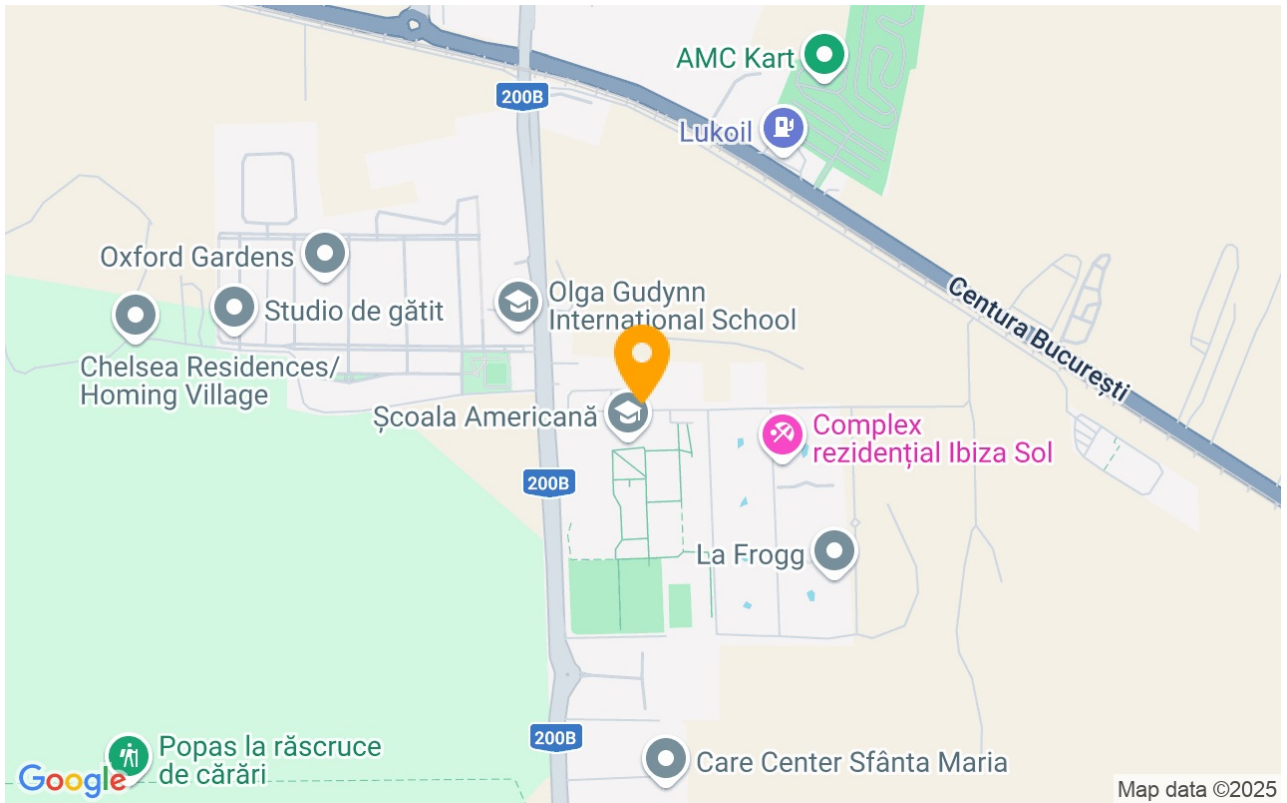 AMC Kart
200B
Lukoil
Oxford Gardens
Centura București
Olga Gudynn
International School
Studio de gătit
Chelsea Residences/
Homing Village
Școala Americană
Complex
rezidențial Ibiza Sol
200B
La Frogg
200B
Popas la răscruce
de cărări
Care Center Sfânta Maria
Google
Map data ©2025